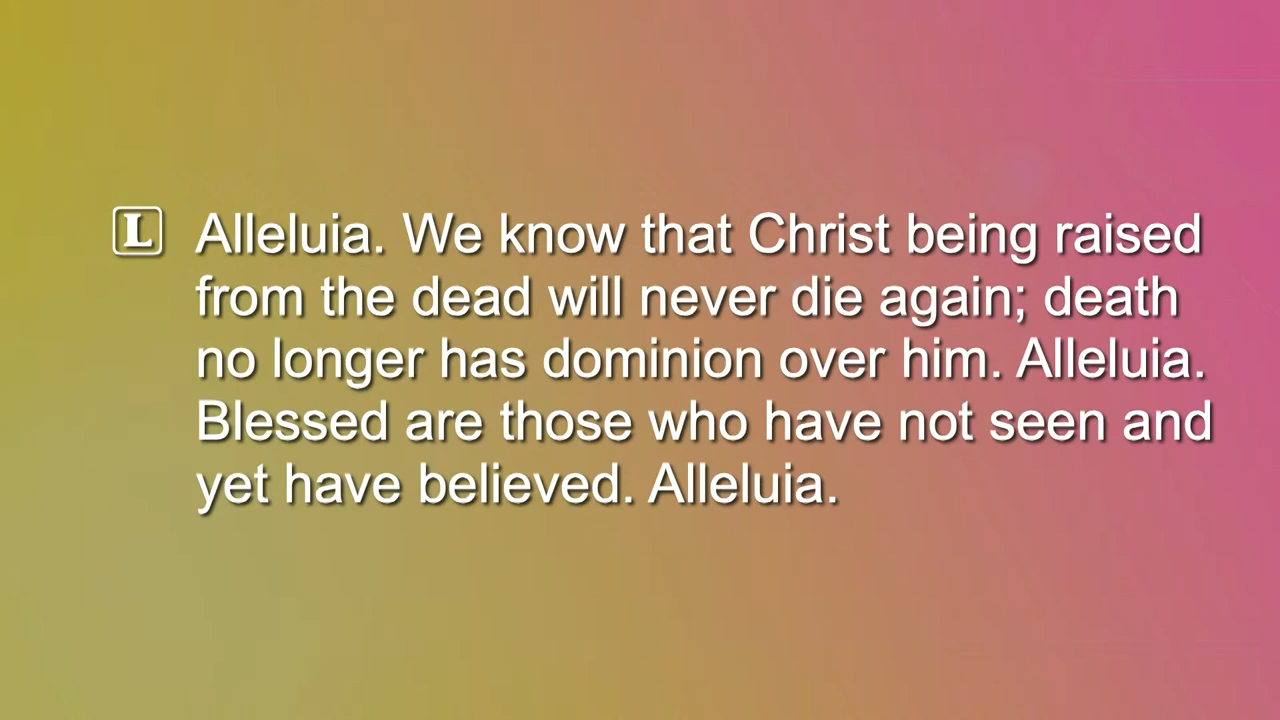 L Alleluia. We know that Christ being raised
from the dead will never die again; death
no longer has dominion over him. Alleluia.
Blessed are those who have not seen and
yet have believed. Alleluia.